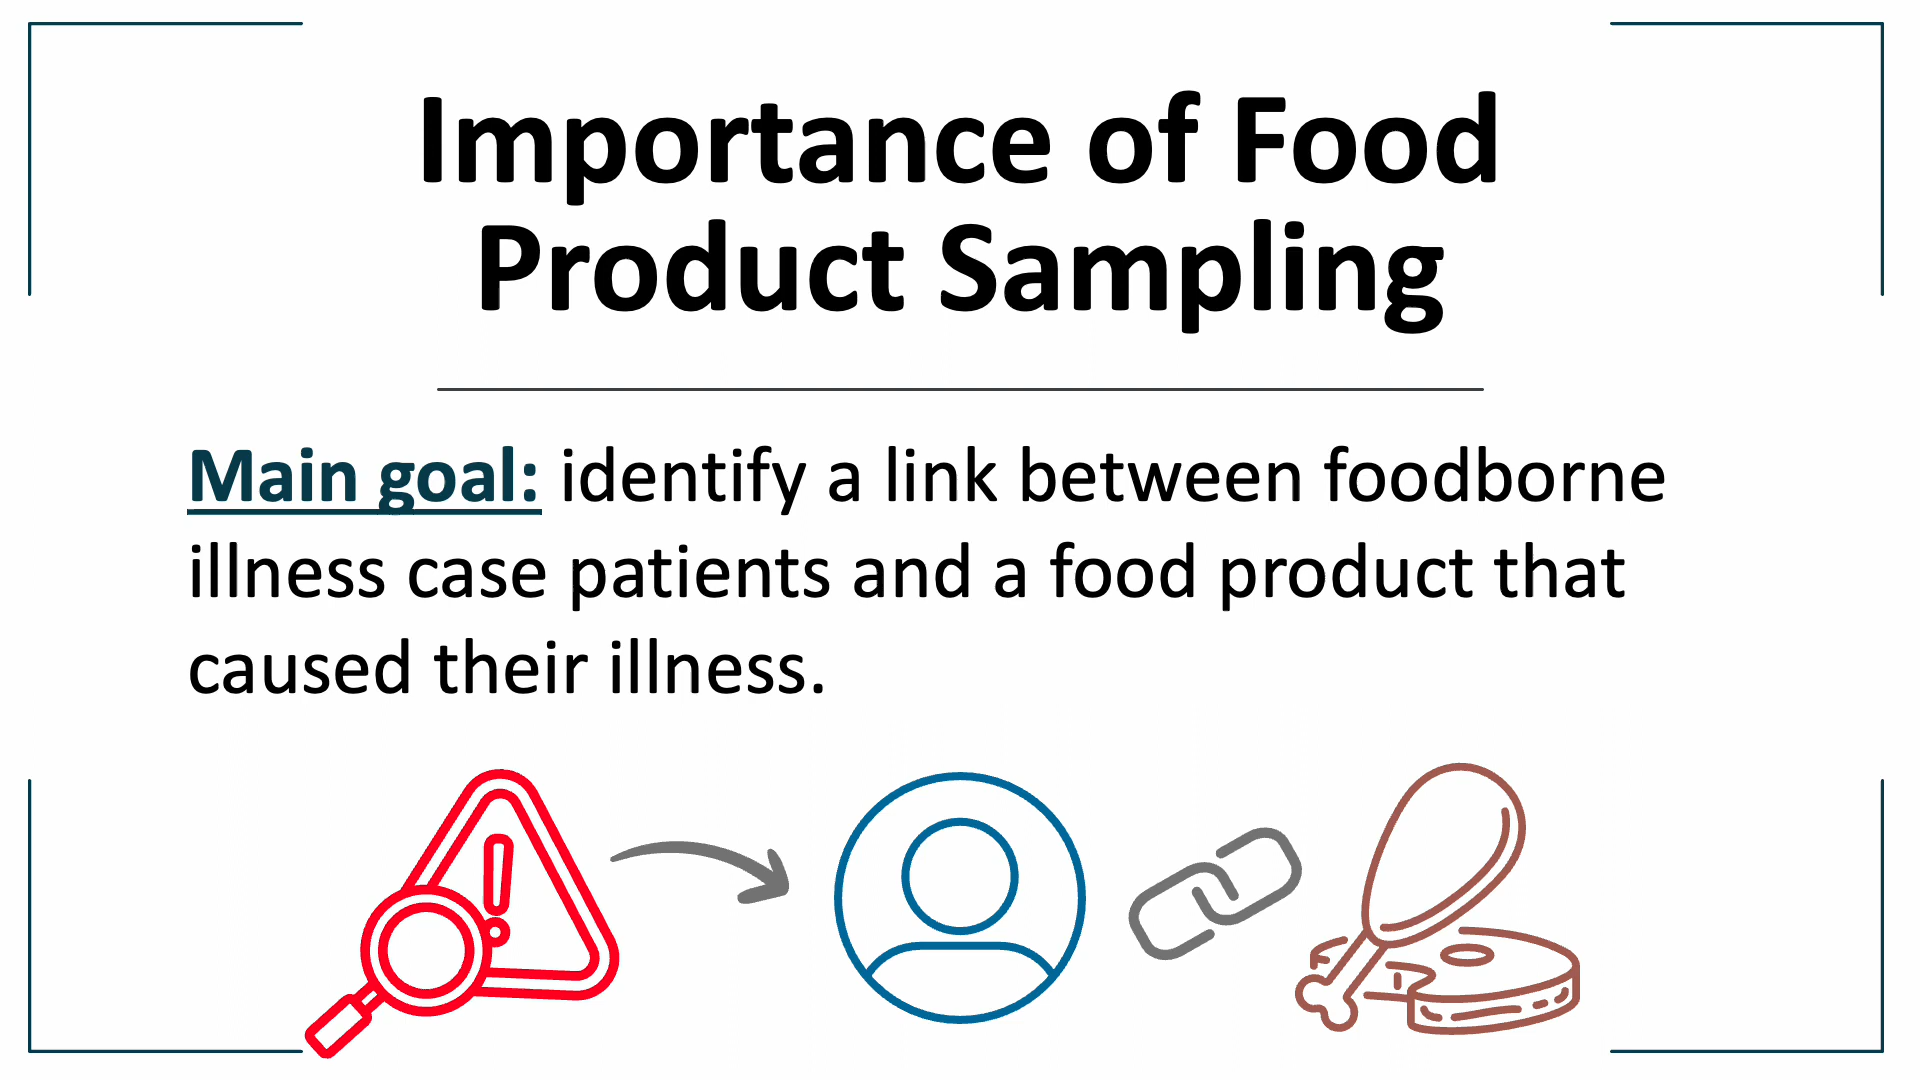 Importance of Food
Product Sampling
Main goal: identify a link between foodborne
illness case patients and a food product that
caused their illness.